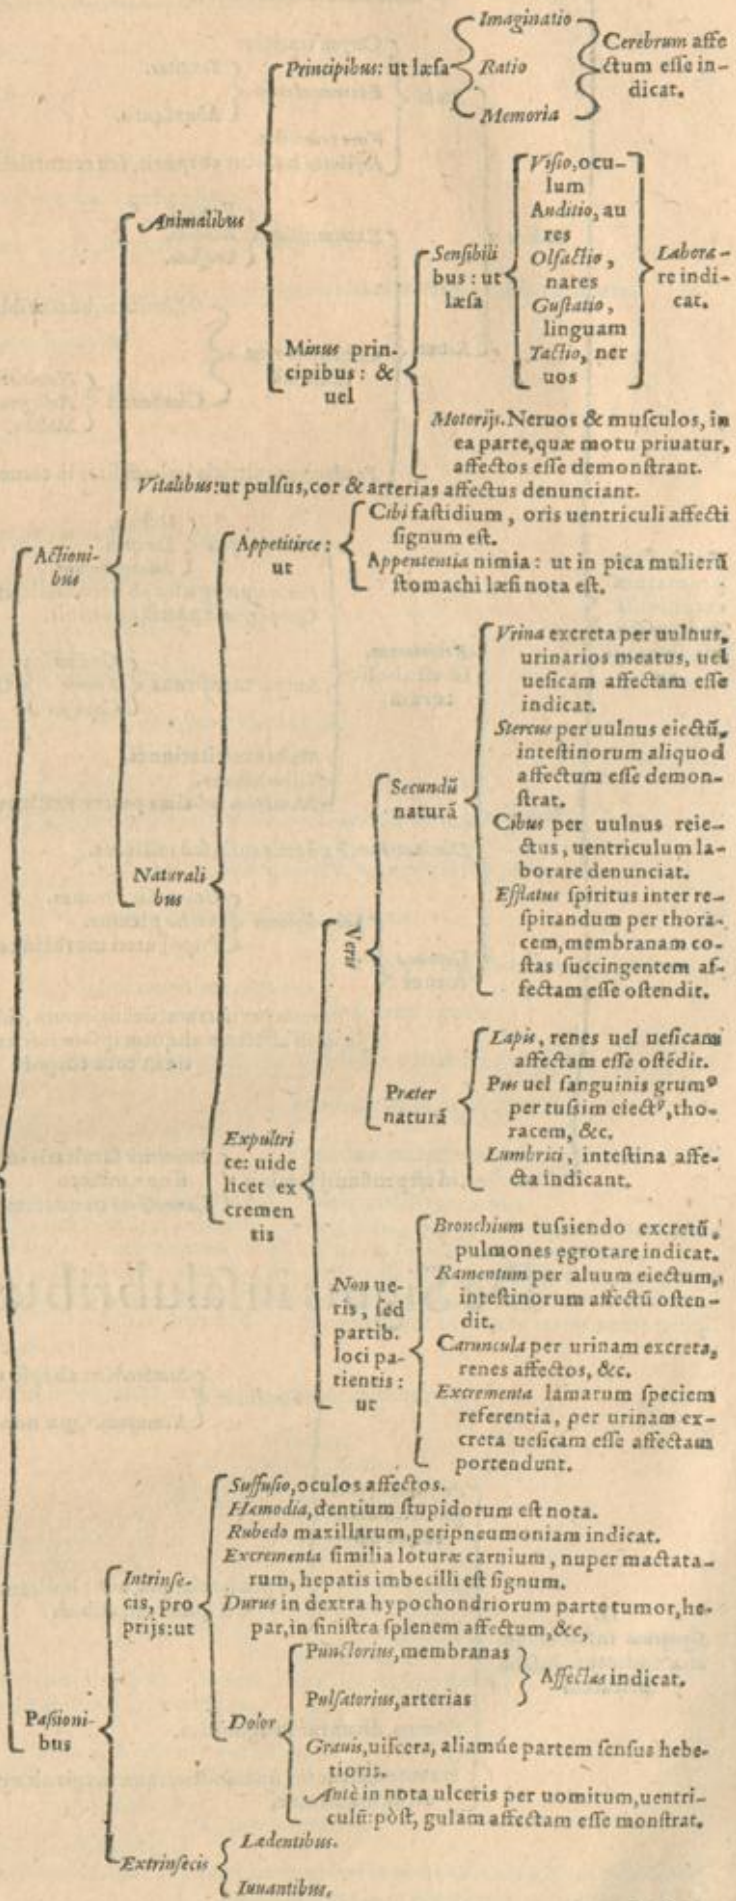 Imaginatio
Principibus: ut læsa
Ratio
Memoria
Cerebrum affe
ctum esse in-
dicat.
Animalibus
Minus prin-
cipibus: &
uel
Sensibili
bus: ut
læsa
Visio, ocu-
lum
Auditio, au
res
Olfactio,
nares
Gustatio,
linguam
Tactio, ner
uos
Labora-
re indi-
cat.
Motorijs. Neruos & musculos, in
ea parte, quæ motu priuatur,
affectos esse demonstrant.
Vitalibus: ut pulsus, cor & arterias affectus denunciant.
Actioni-
bus
Appetitirce:
ut
Cibi fastidium, oris uentriculi affecti
signum est.
Appententia nimia: ut in pica mulierū
stomachi læsi nota est.
Naturali
bus
Expultri
ce: uide
licet ex
cremen
tis
Veris
Secundū
naturā
Vrina excreta per uulnus,
urinarios meatus, uel
uesicam affectam esse
indicat.
Stercus per uulnus eiectū,
intestinorum aliquod
affectum esse demon-
strat.
Cibus per uulnus reie-
ctus, uentriculum la-
borare denunciat.
Efflatus spiritus inter re-
spirandum per thora-
cem, membranam co-
stas succingentem af-
fectam esse ostendit.
Præter
naturā
Lapis, renes uel uesicam
affectam esse ostēdit.
Pus uel sanguinis grumꝰ
per tussim eiectꝰ, tho-
racem, &c.
Lumbrici, intestina affe-
cta indicant.
Non ue-
ris, sed
partib.
loci pa-
tientis:
ut
Bronchium tussiendo excretū,
pulmones ęgrotare indicat.
Ramentum per aluum eiectum,
intestinorum affectū osten-
dit.
Caruncula per urinam excreta,
renes affectos, &c.
Excrementa lamarum speciem
referentia, per urinam ex-
creta uesicam esse affectam
portendunt.
Passioni-
bus
Intrinse-
cis, pro
prijs: ut
Suffusio, oculos affectos.
Hæmodia, dentium stupidorum est nota.
Rubedo maxillarum, peripneumoniam indicat.
Excrementa similia loturæ carnium, nuper mactata-
rum, hepatis imbecilli est signum.
Durus in dextra hypochondriorum parte tumor, he-
par, in sinistra splenem affectum, &c,
Dolor
Punctorius, membranas
Pulsatorius, arterias
Affectas indicat.
Grauis, uiscera, aliamúe partem sensus hebe-
tioris.
Antè in nota ulceris per uomitum, uentri-
culū: pòst, gulam affectam esse monstrat.
Extrinsecis
Lædentibus.
Iuuantibus.